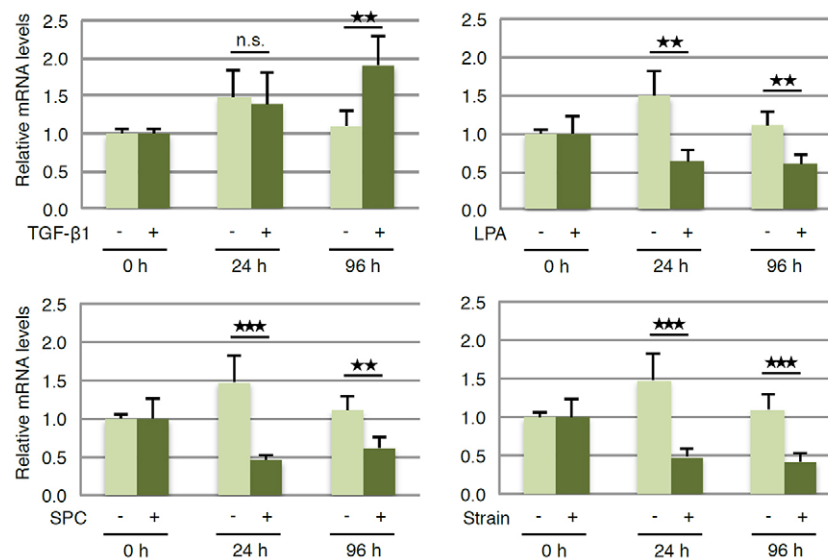 Relative mRNA levels
2.5
2.0
1.5
1.0
0.5
0.0
n.s.
★★
TGF-β1 - + - + - +
0 h 24 h 96 h
2.5
2.0
1.5
1.0
0.5
0.0
★★
★★
LPA - + - + - +
0 h 24 h 96 h
Relative mRNA levels
2.5
2.0
1.5
1.0
0.5
0.0
★★★
★★
SPC - + - + - +
0 h 24 h 96 h
2.5
2.0
1.5
1.0
0.5
0.0
★★★
★★★
Strain - + - + - +
0 h 24 h 96 h